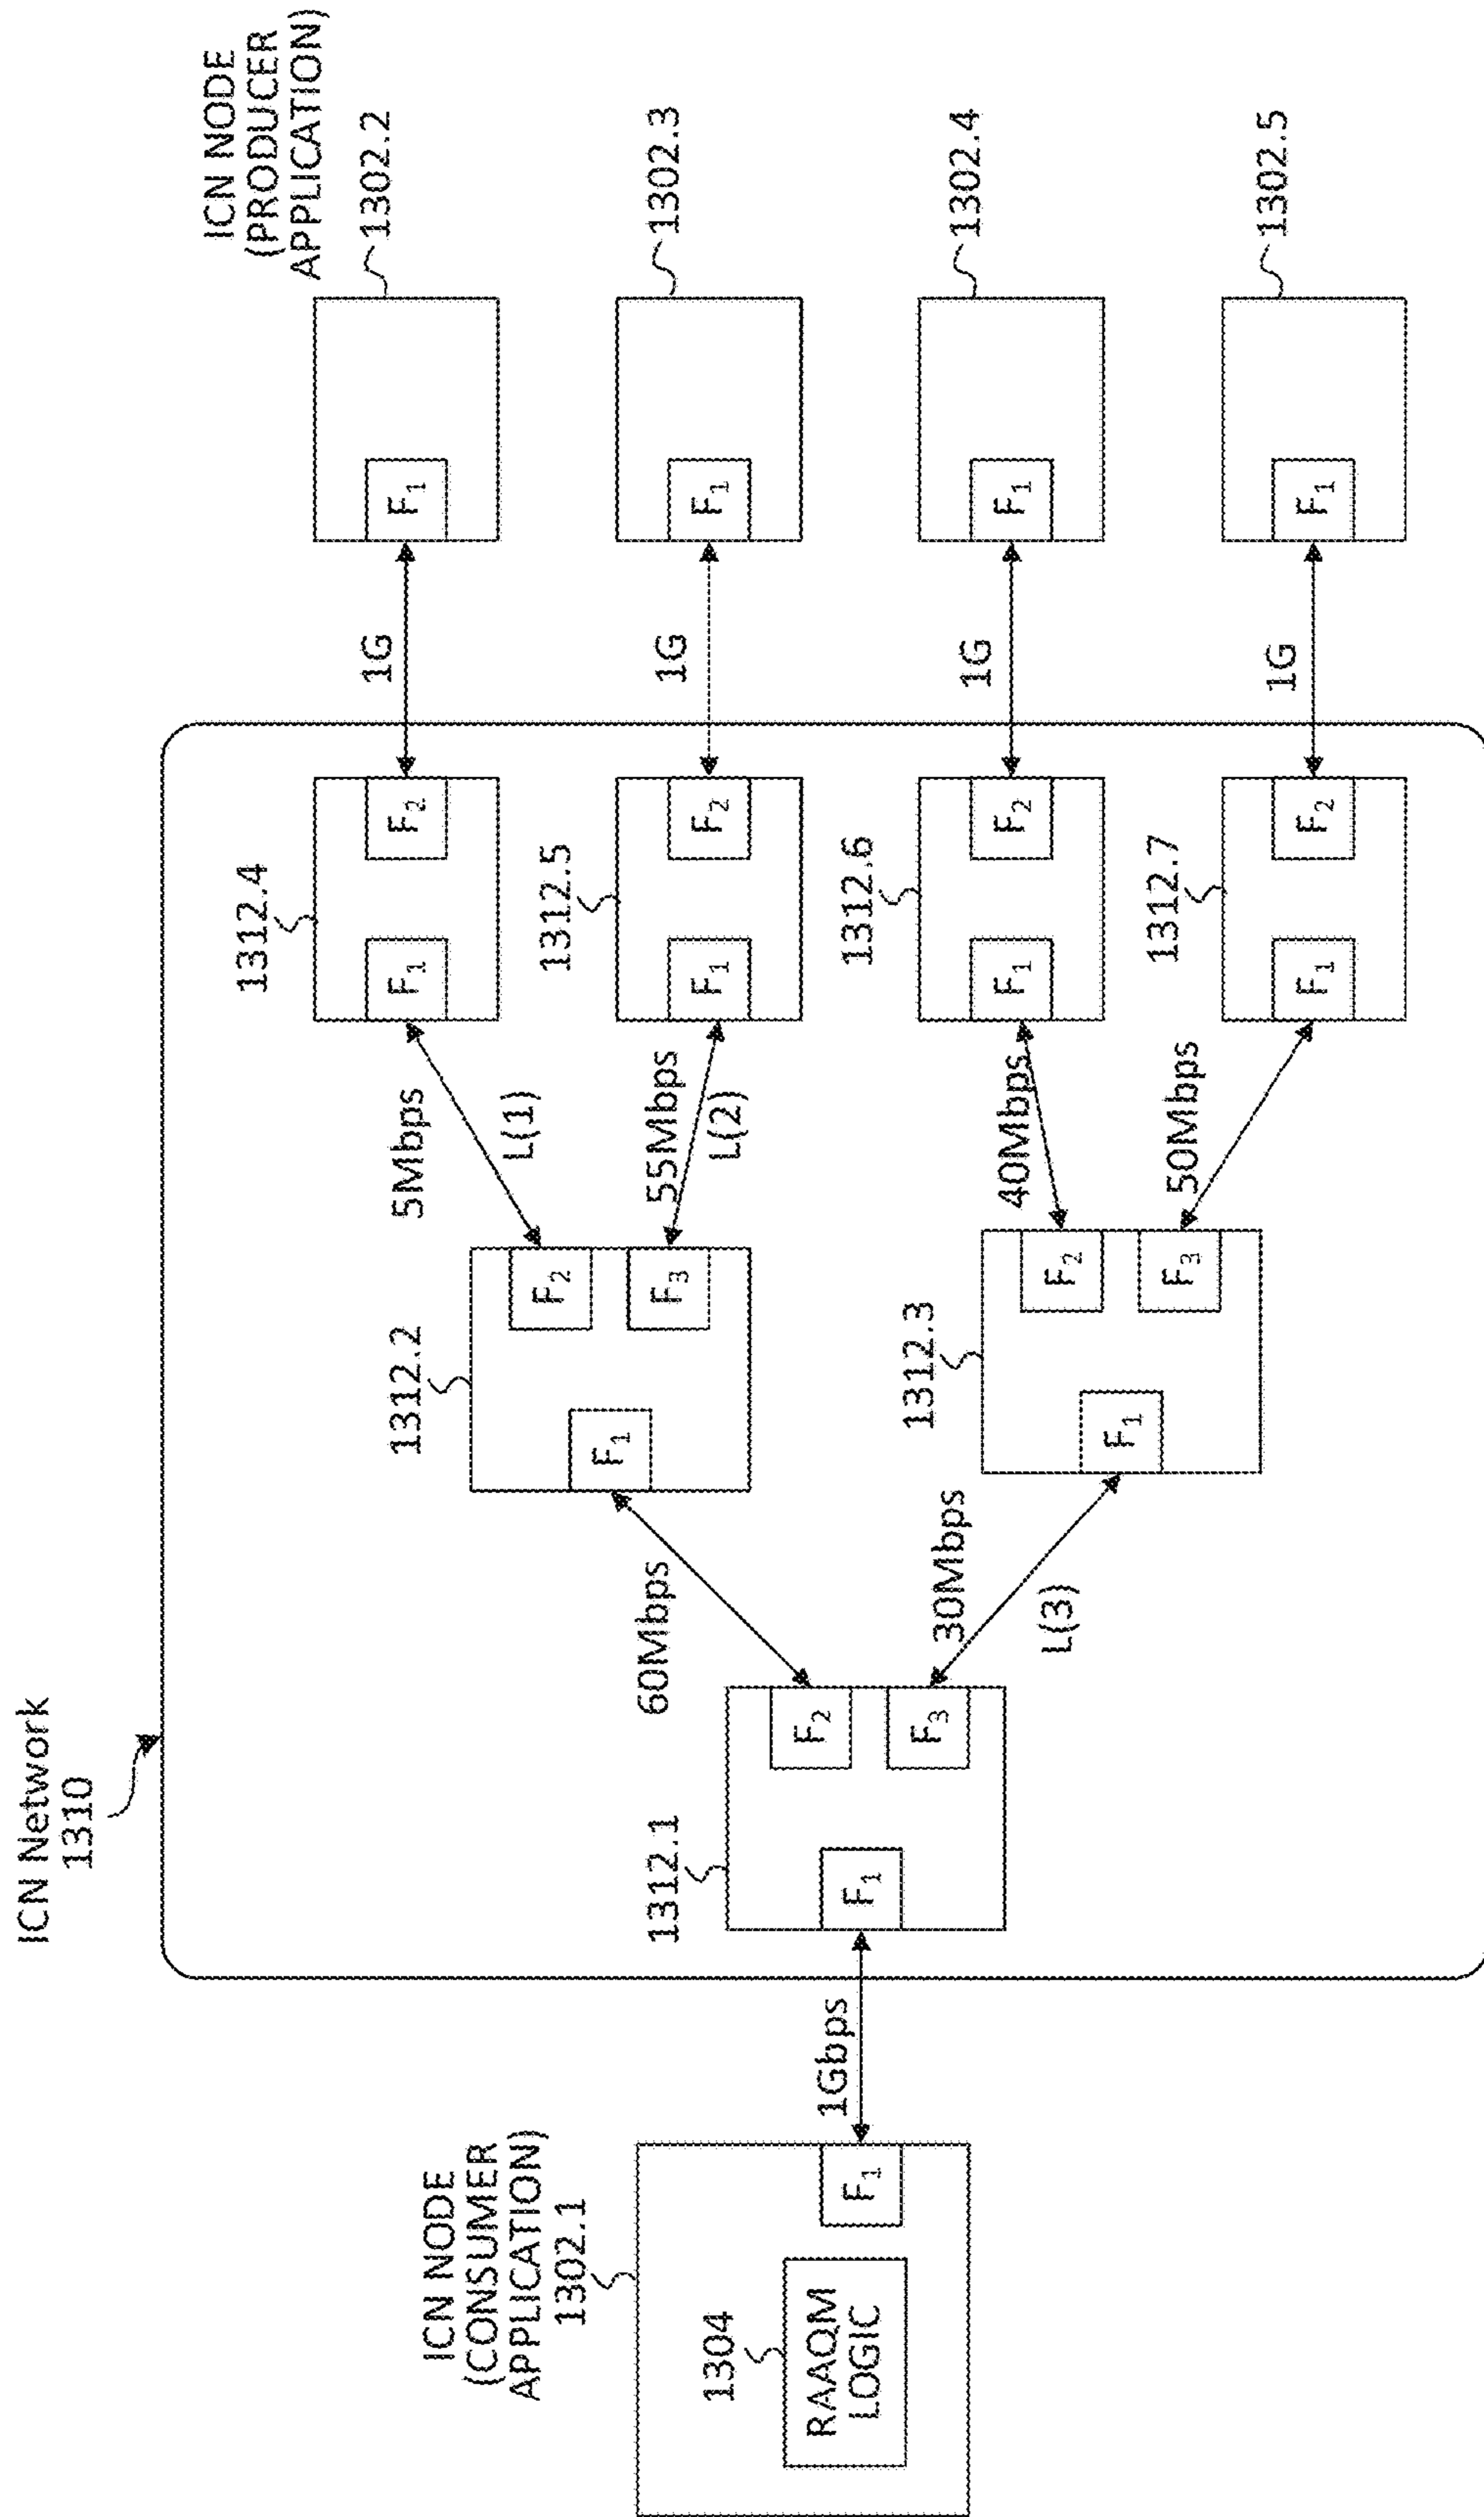 ICN Network
1310
ICN NODE
(CONSUMER
APPLICATION)
1302.1
1304
RAAQM
LOGIC
F1
1Gbps
1312.1
F1
F2
F3
60Mbps
30Mbps
L(3)
1312.2
F1
F2
F3
1312.3
F1
F2
F3
5Mbps
L(1)
55Mbps
L(2)
40Mbps
50Mbps
1312.4
F1
F2
1312.5
F1
F2
1312.6
F1
F2
1312.7
F1
F2
1G
1G
1G
1G
ICN NODE
(PRODUCER
APPLICATION)
1302.2
F1
1302.3
F1
1302.4
F1
1302.5
F1